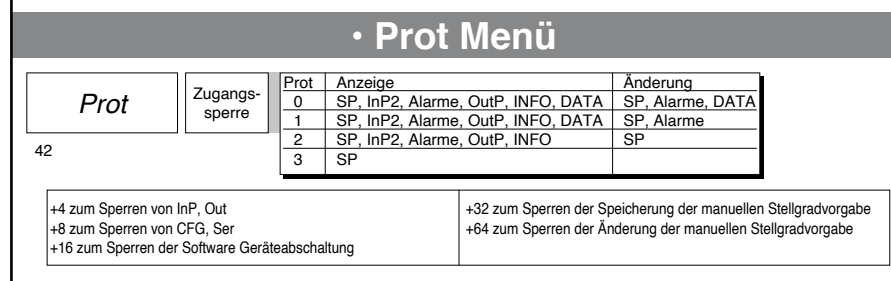 • Prot Menü
Prot
Zugangs-
sperre
42
Prot Anzeige Änderung
0 SP, InP2, Alarme, OutP, INFO, DATA SP, Alarme, DATA
1 SP, InP2, Alarme, OutP, INFO, DATA SP, Alarme
2 SP, InP2, Alarme, OutP, INFO SP
3 SP
+4 zum Sperren von InP, Out
+8 zum Sperren von CFG, Ser
+16 zum Sperren der Software Geräteabschaltung
+32 zum Sperren der Speicherung der manuellen Stellgradvorgabe
+64 zum Sperren der Änderung der manuellen Stellgradvorgabe